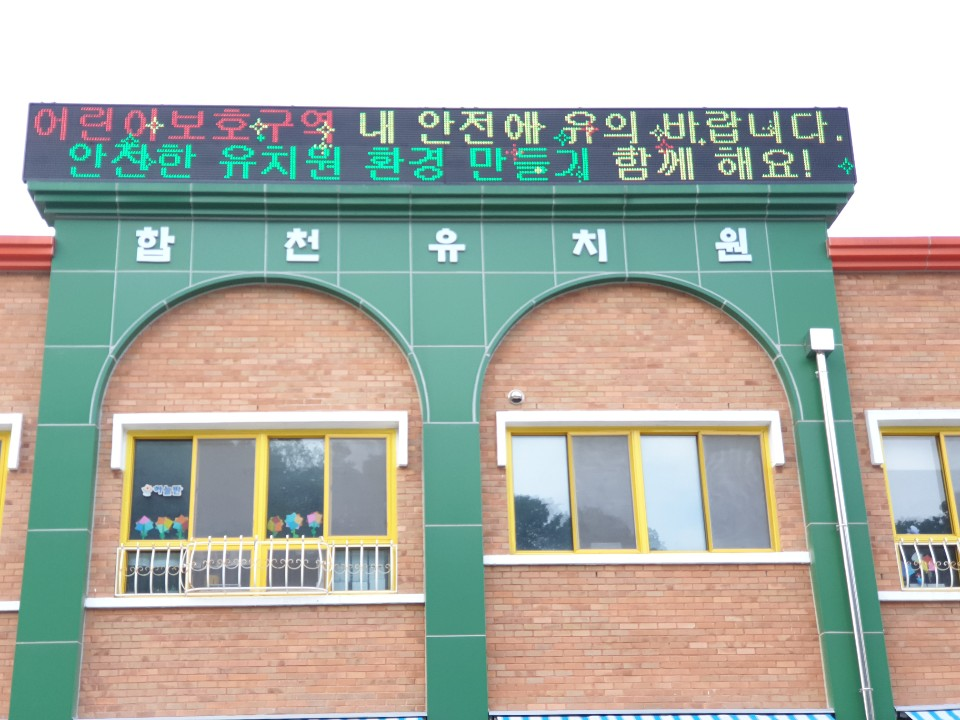 어린이보호구역 내 안전에 유의 바랍니다.
안전한 유치원 환경 만들기 함께 해요!
합천유치원